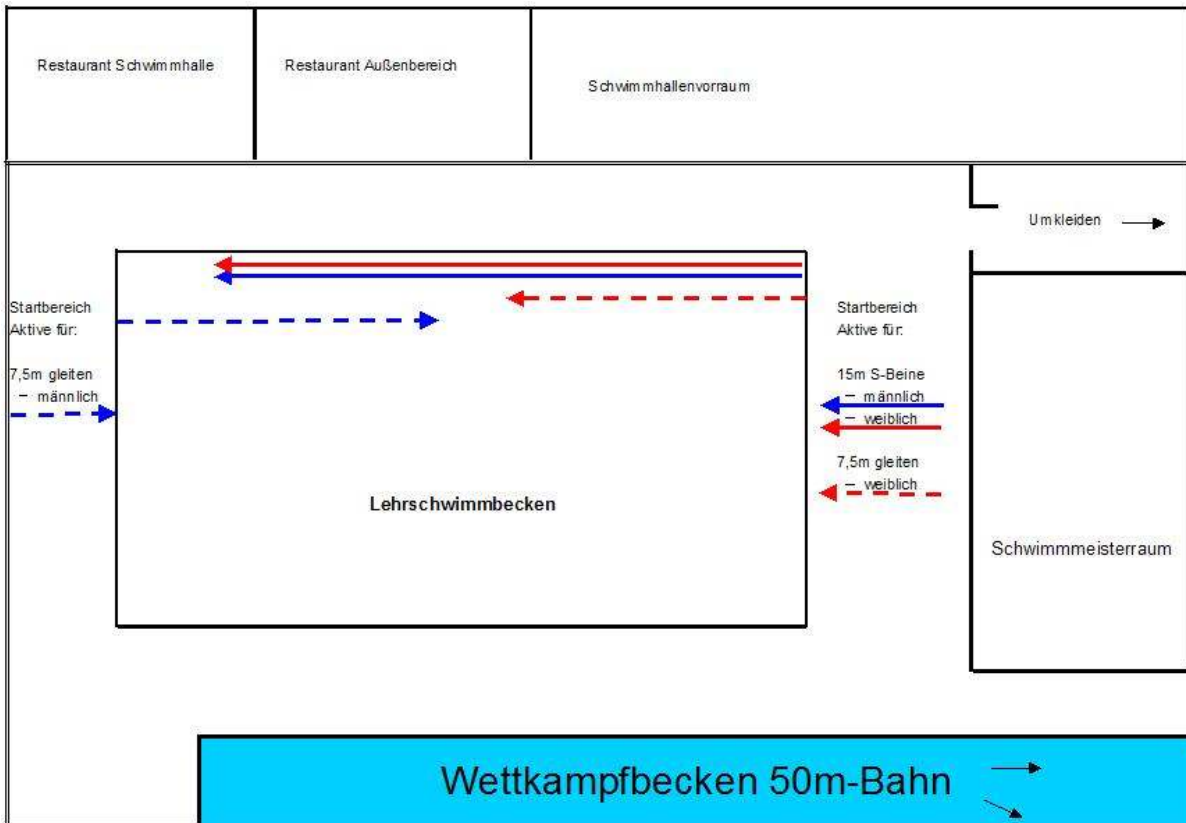 Restaurant Schwimmhalle
Restaurant Außenbereich
Schwimmhallenvorraum
Umkleiden
Startbereich
Aktive für:
7,5m gleiten
– männlich
Startbereich
Aktive für:
15m S-Beine
– männlich
– weiblich
7,5m gleiten
– weiblich
Lehrschwimmbecken
Schwimmmeisterraum
Wettkampfbecken 50m-Bahn